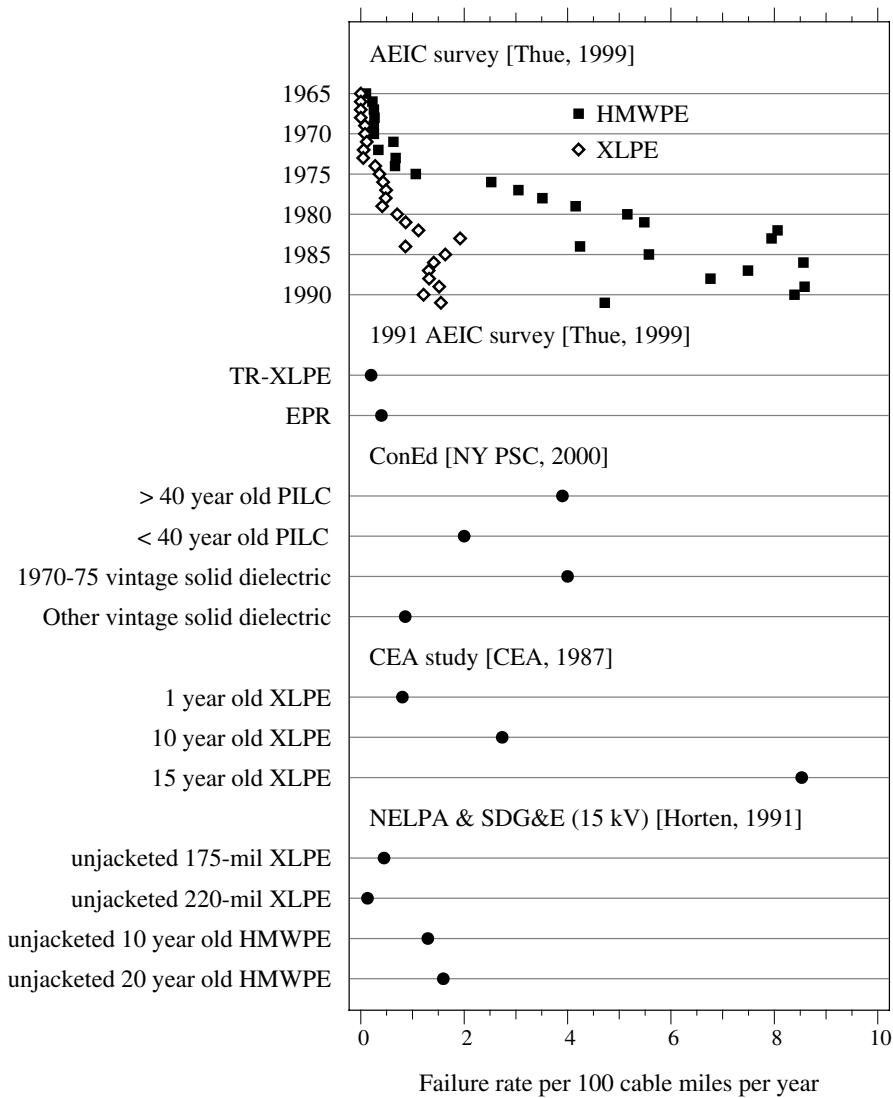 AEIC survey [Thue, 1999]
1965
HMWPE
1970
XLPE
1975
1980
1985
1990
1991 AEIC survey [Thue, 1999]
TR-XLPE
EPR
ConEd [NY PSC, 2000]
> 40 year old PILC
< 40 year old PILC
1970-75 vintage solid dielectric
Other vintage solid dielectric
CEA study [CEA, 1987]
1 year old XLPE
10 year old XLPE
15 year old XLPE
NELPA & SDG&E (15 kV) [Horten, 1991]
unjacketed 175-mil XLPE
unjacketed 220-mil XLPE
unjacketed 10 year old HMWPE
unjacketed 20 year old HMWPE
0 2 4 6 8 10
Failure rate per 100 cable miles per year